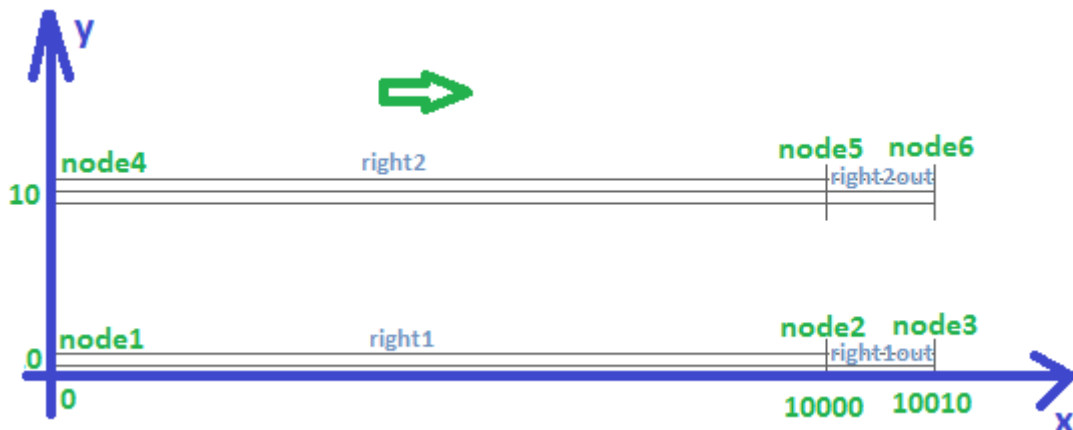 y
node4
right2
node5
node6
10
right2out
node1
right1
node2
node3
0
right1out
0
10000
10010
x